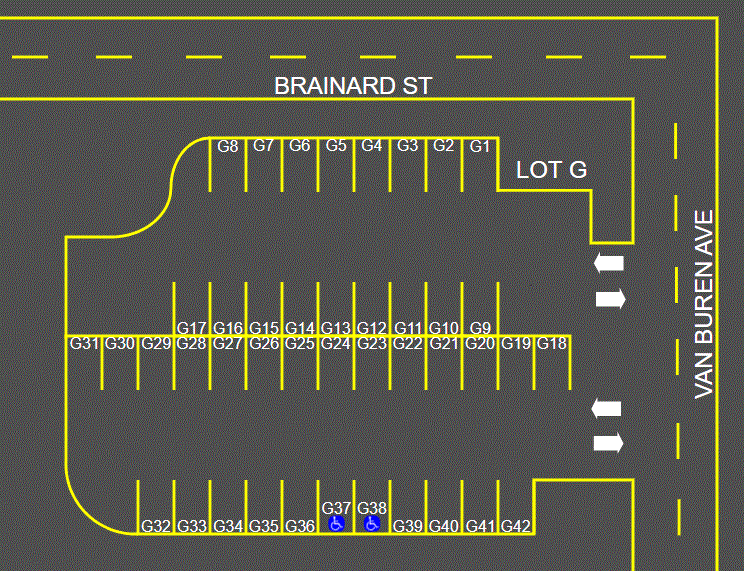 BRAINARD ST
G8 G7 G6 G5 G4 G3 G2 G1
LOT G
VAN BUREN AVE
G17 G16 G15 G14 G13 G12 G11 G10 G9
G31 G30 G29 G28 G27 G26 G25 G24 G23 G22 G21 G20 G19 G18
G32 G33 G34 G35 G36 G37 G38 G39 G40 G41 G42